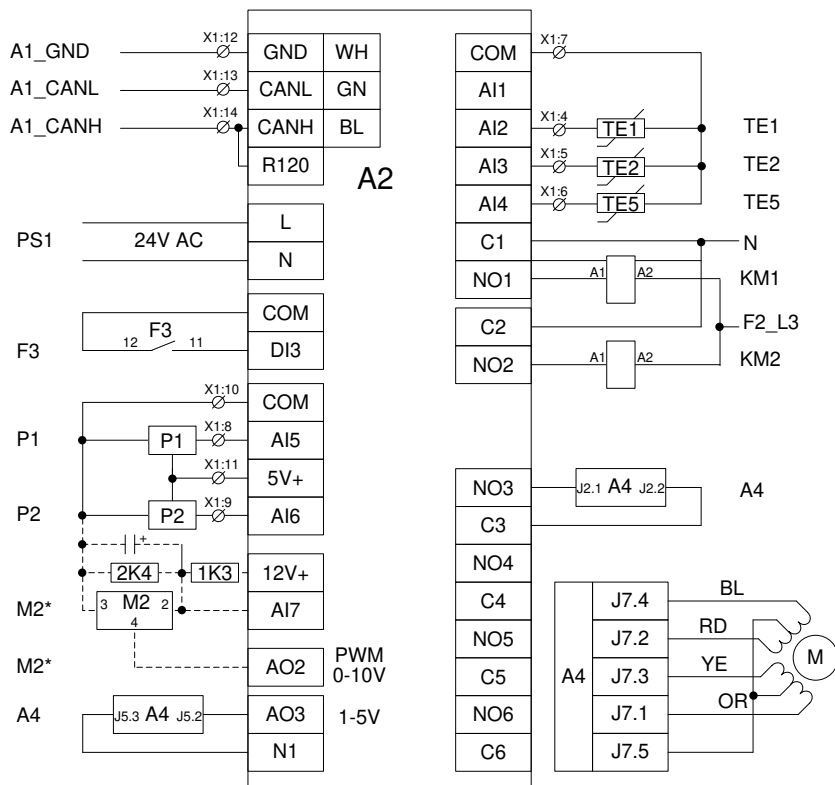 A1_GND X1:12 GND WH
A1_CANL X1:13 CANL GN
A1_CANH X1:14 CANH BL
R120
A2
PS1 24V AC L
N
COM
F3 12 F3 11 DI3
X1:10 COM
P1 P1 X1:8 AI5
X1:11 5V+
P2 P2 X1:9 AI6
+
2K4 1K3 12V+
M2* 3 M2 2 4 AI7
M2* AO2 PWM 0-10V
A4 J5.3 A4 J5.2 AO3 1-5V
N1
COM X1:7
AI1
AI2 X1:4 TE1 TE1
AI3 X1:5 TE2 TE2
AI4 X1:6 TE5 TE5
C1 N
NO1 A1 A2 KM1
C2 F2_L3
NO2 A1 A2 KM2
NO3 J2.1 A4 J2.2 A4
C3
NO4
C4
NO5
C5
NO6
C6
A4
J7.4 BL
J7.2 RD
J7.3 YE
J7.1 OR
J7.5
M